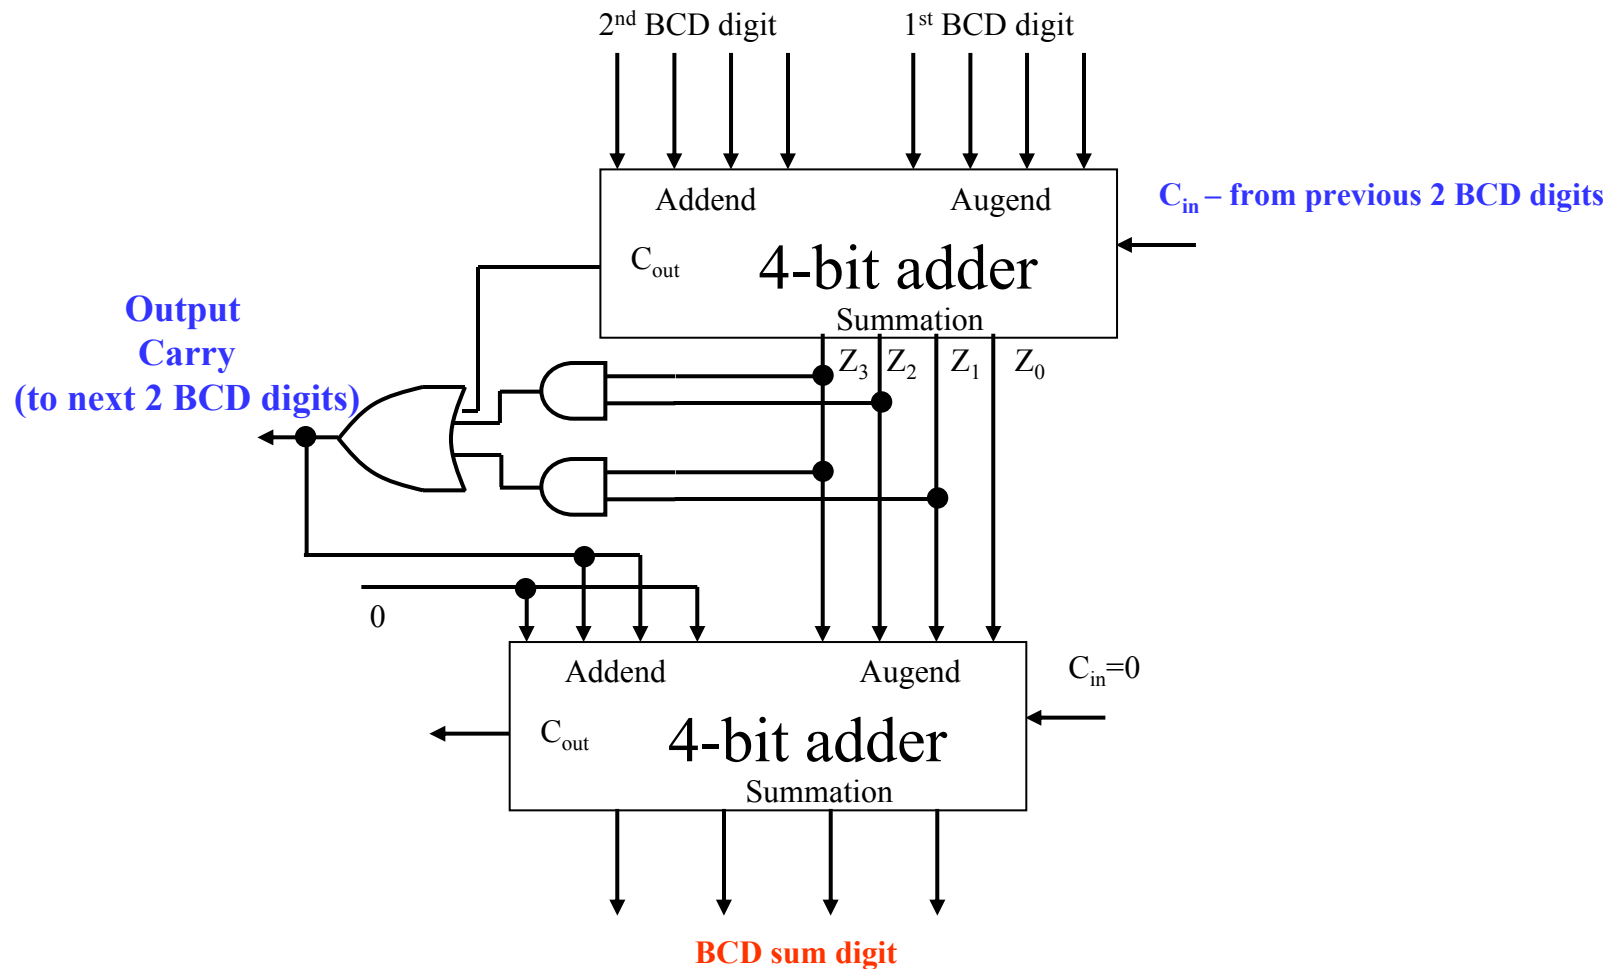 2nd BCD digit
1st BCD digit
Addend
Augend
Cin – from previous 2 BCD digits
Cout
4-bit adder
Summation
Output
Carry
(to next 2 BCD digits)
Z3
Z2
Z1
Z0
0
Addend
Augend
Cin=0
Cout
4-bit adder
Summation
BCD sum digit